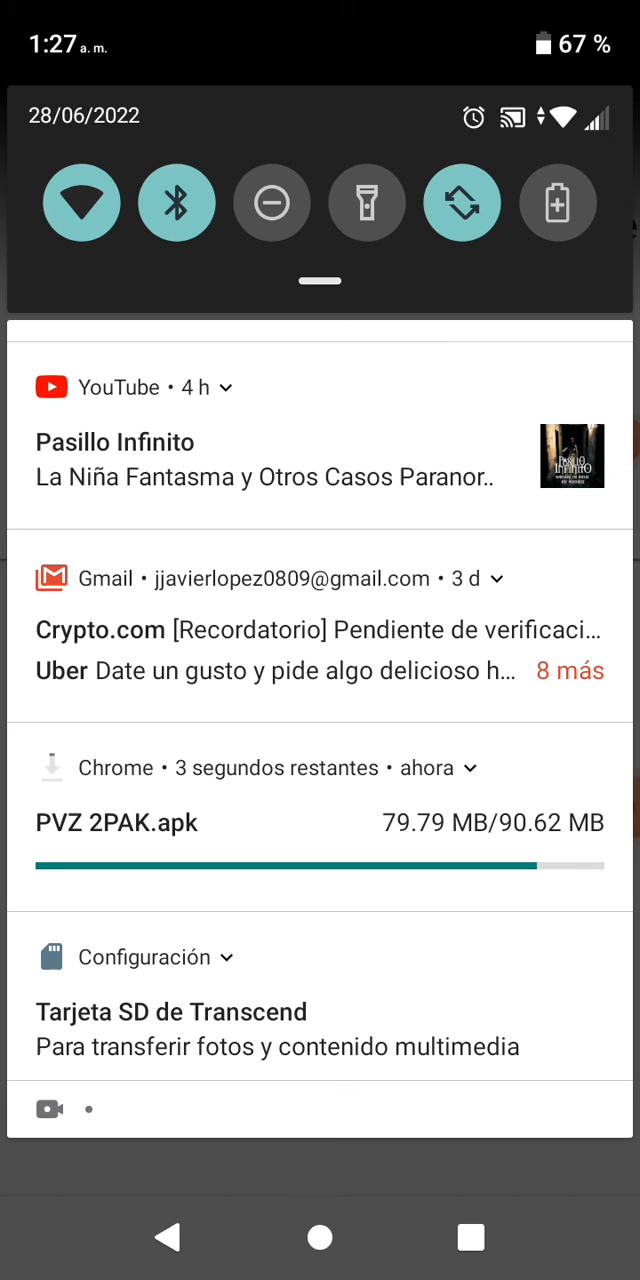 1:27 a. m. 67 %
28/06/2022
YouTube • 4 h
Pasillo Infinito
La Niña Fantasma y Otros Casos Paranor..
PASILLO
INFINITO
Gmail • jjavierlopez0809@gmail.com • 3 d
Crypto.com [Recordatorio] Pendiente de verificaci...
Uber Date un gusto y pide algo delicioso h... 8 más
Chrome • 3 segundos restantes • ahora
PVZ 2PAK.apk 79.79 MB/90.62 MB
Configuración
Tarjeta SD de Transcend
Para transferir fotos y contenido multimedia